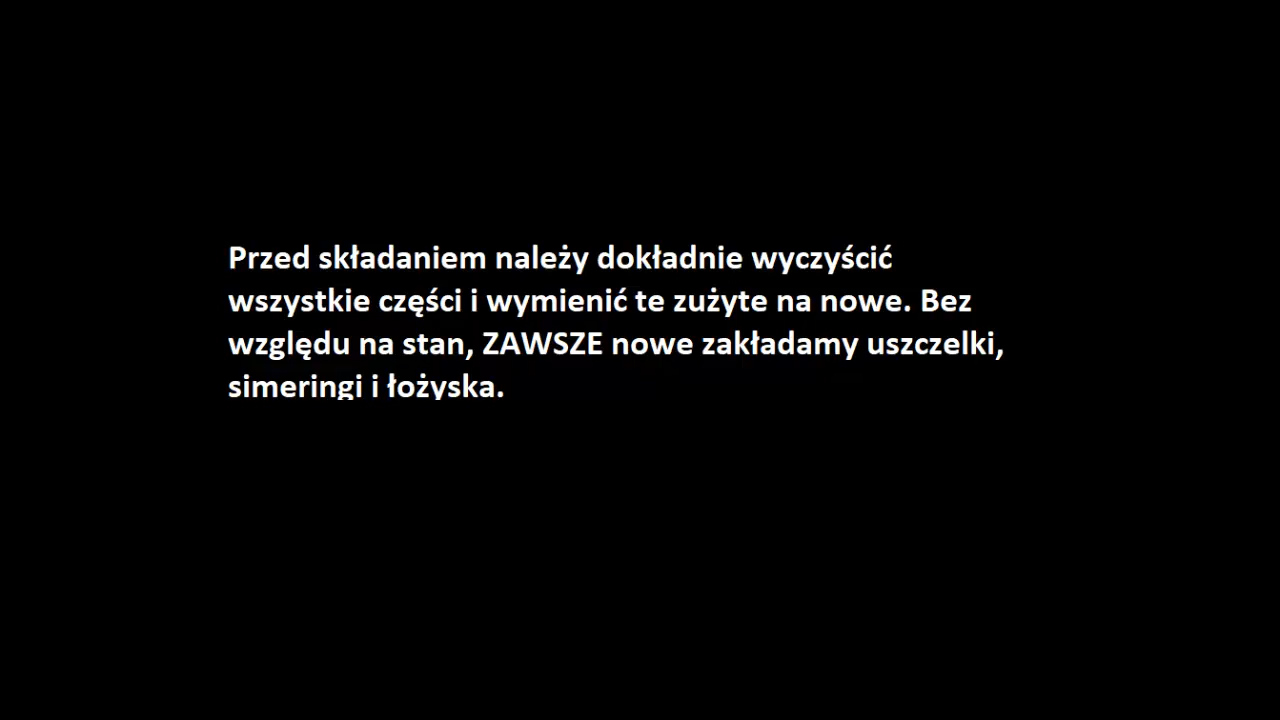 Przed składaniem należy dokładnie wyczyścić
wszystkie części i wymienić te zużyte na nowe. Bez
względu na stan, ZAWSZE nowe zakładamy uszczelki,
simeringi i łożyska.